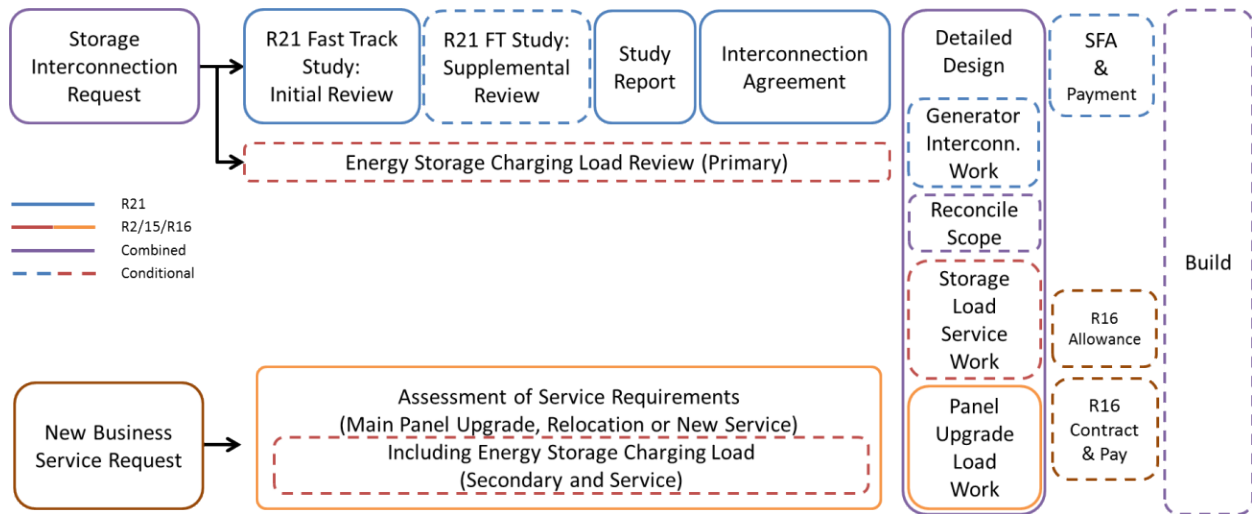 Storage
Interconnection
Request
R21 Fast Track
Study:
Initial Review
R21 FT Study:
Supplemental
Review
Study
Report
Interconnection
Agreement
Detailed
Design
SFA
&
Payment
Energy Storage Charging Load Review (Primary)
Generator
Interconn.
Work
R21
R2/15/R16
Combined
Conditional
Reconcile
Scope
Storage
Load
Service
Work
R16
Allowance
Build
New Business
Service Request
Assessment of Service Requirements
(Main Panel Upgrade, Relocation or New Service)
Including Energy Storage Charging Load
(Secondary and Service)
Panel
Upgrade
Load
Work
R16
Contract
& Pay